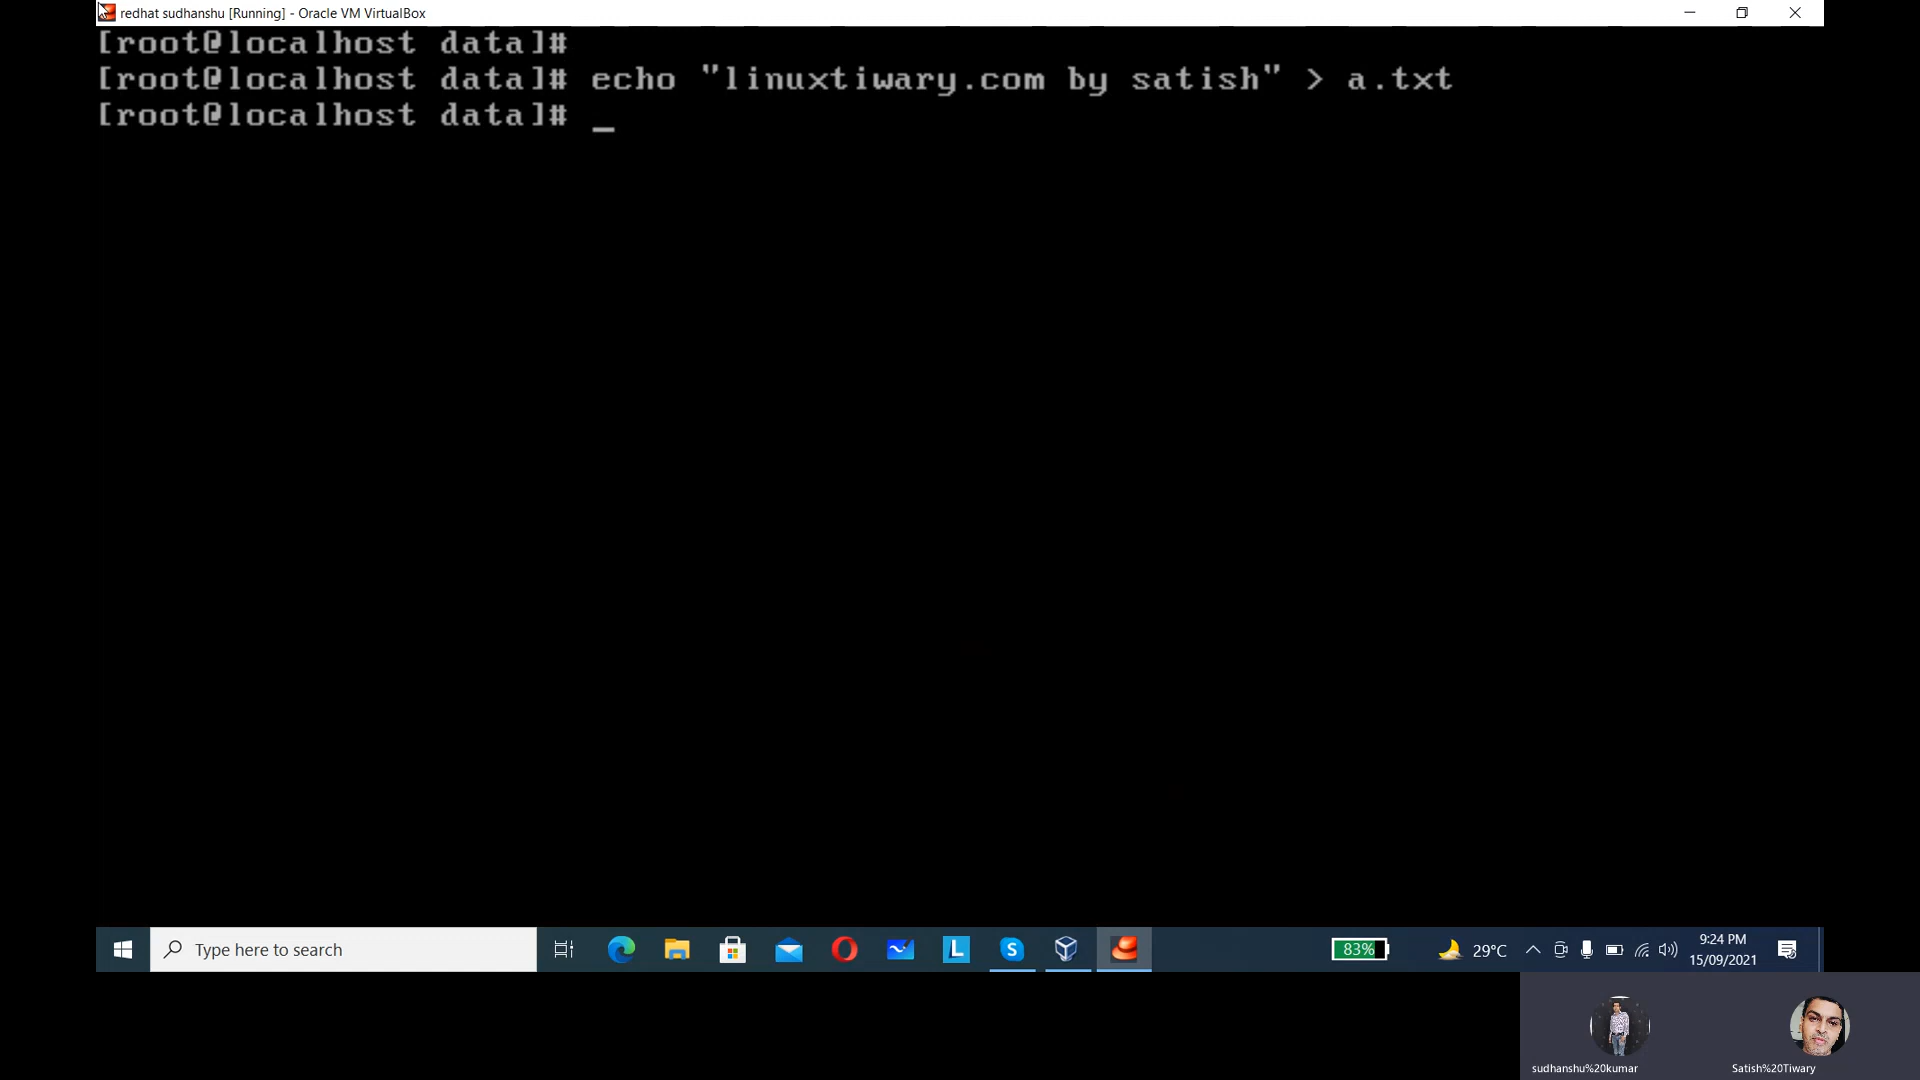 redhat sudhanshu [Running] - Oracle VM VirtualBox
[root@localhost data]#
[root@localhost data]# echo "linuxtiwary.com by satish" > a.txt
[root@localhost data]# _
Type here to search
L
S
83%
29°C
9:24 PM
15/09/2021
sudhanshu%20kumar
Satish%20Tiwary